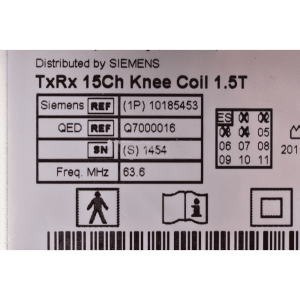 Distributed by SIEMENS
TxRx 15Ch Knee Coil 1.5T
Siemens REF (1P) 10185453
QED REF Q7000016
SN (S) 1454
Freq. MHz 63.6
05
06 07 08
09 10 11
201
i